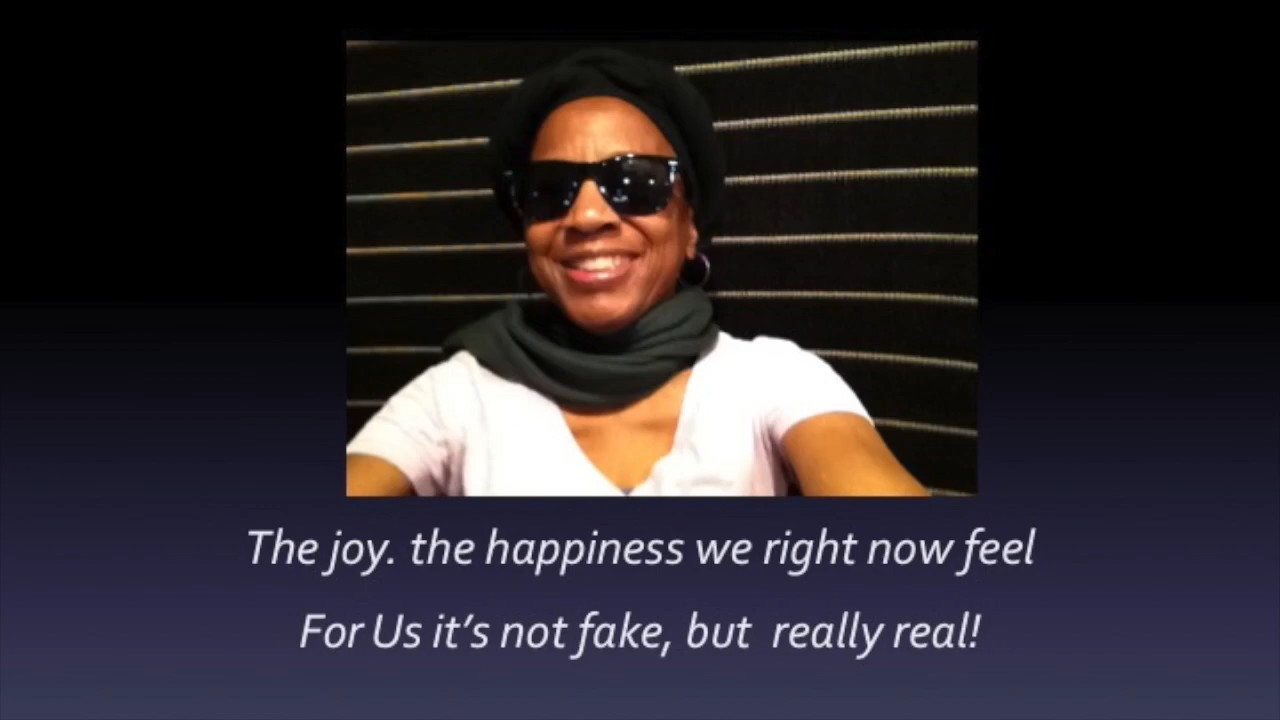 The joy. the happiness we right now feel
For Us it’s not fake, but  really real!